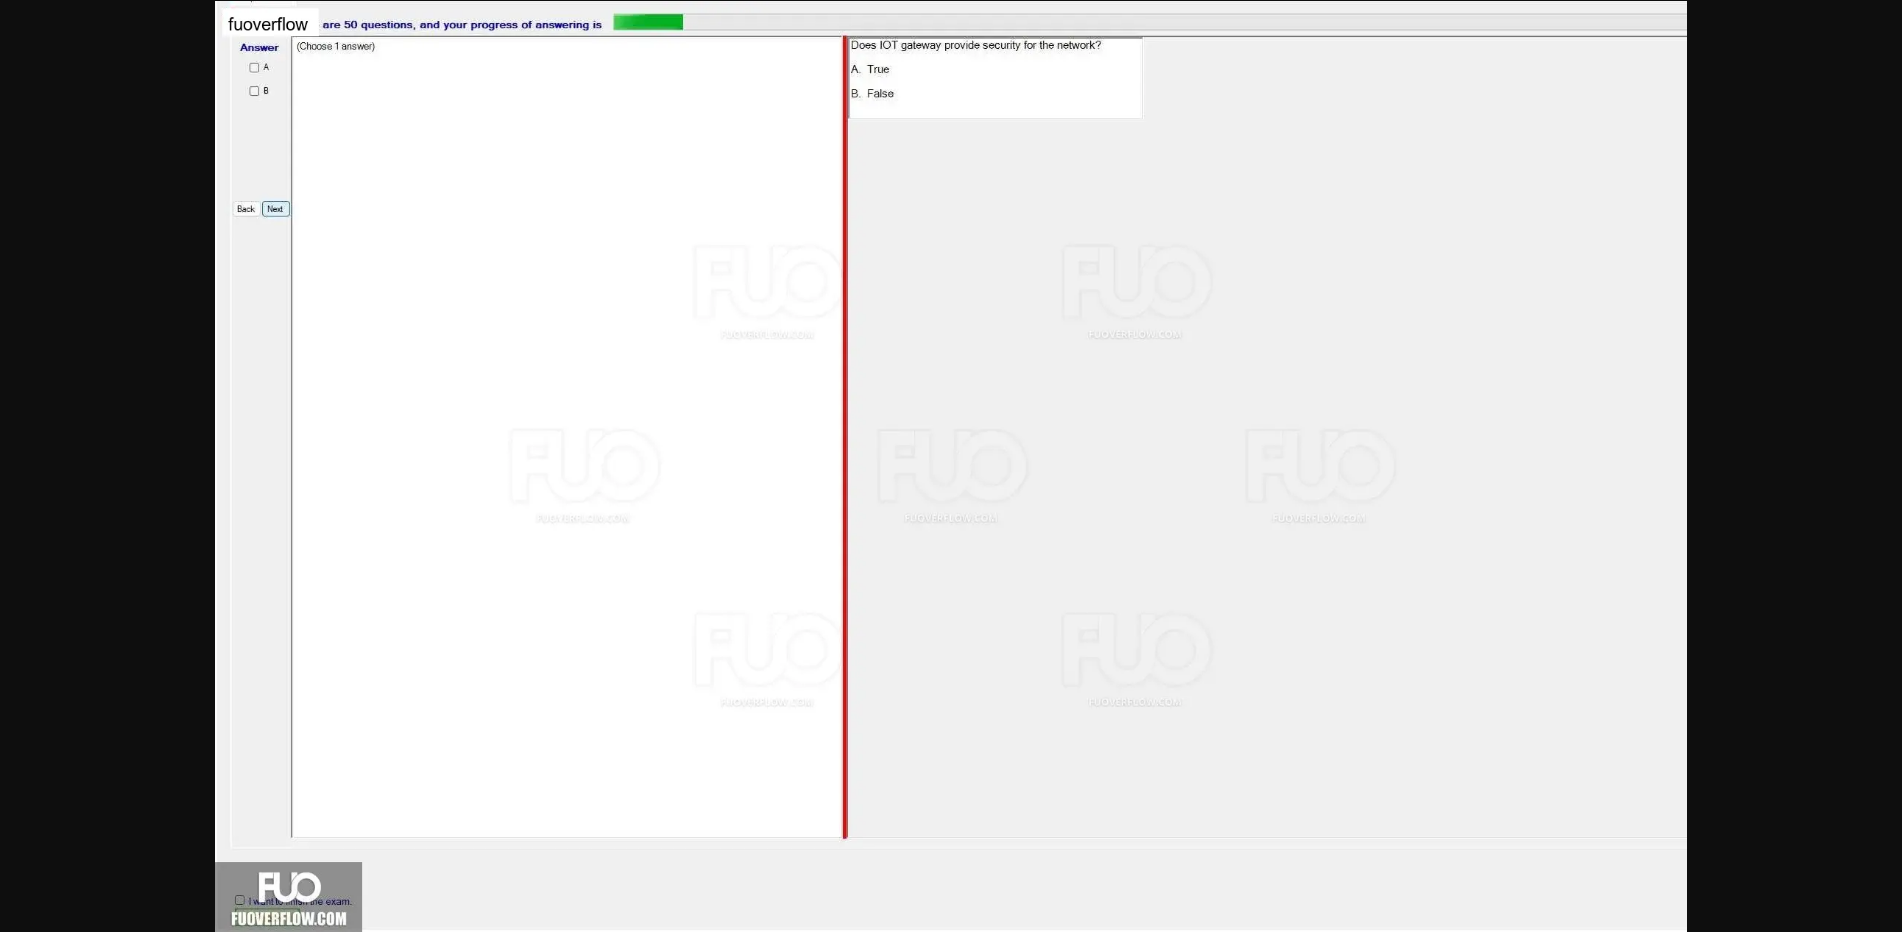 fuoverflow are 50 questions, and your progress of answering is
Answer
A
B
Back Next
(Choose 1 answer)
Does IOT gateway provide security for the network?
A. True
B. False
FUO
FUOVERFLOW.COM
FUO
FUOVERFLOW.COM
FUO
FUOVERFLOW.COM
FUO
FUOVERFLOW.COM
FUO
FUOVERFLOW.COM
FUO
FUOVERFLOW.COM
FUO
FUOVERFLOW.COM
FUO
I want to finish the exam.
FUOVERFLOW.COM